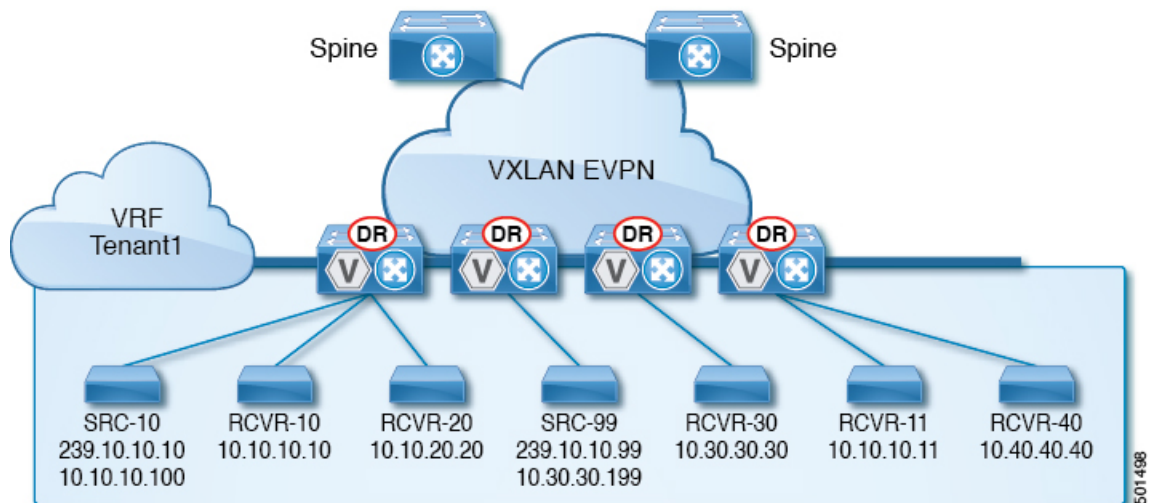 Spine
Spine
VXLAN EVPN
VRF
Tenant1
DR
DR
DR
DR
V
V
V
V
SRC-10
239.10.10.10
10.10.10.100
RCVR-10
10.10.10.10
RCVR-20
10.10.20.20
SRC-99
239.10.10.99
10.30.30.199
RCVR-30
10.30.30.30
RCVR-11
10.10.10.11
RCVR-40
10.40.40.40
501498